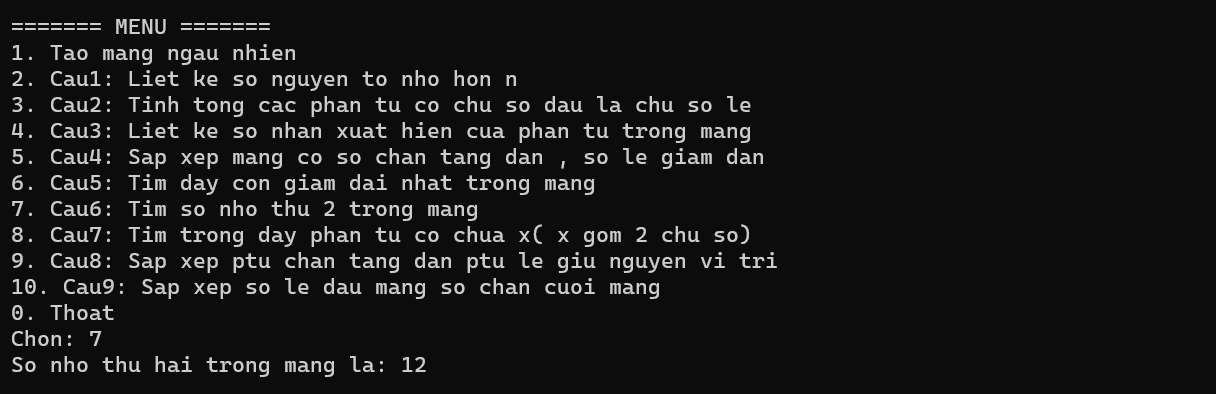 ======= MENU =======
1. Tao mang ngau nhien
2. Cau1: Liet ke so nguyen to nho hon n
3. Cau2: Tinh tong cac phan tu co chu so dau la chu so le
4. Cau3: Liet ke so nhan xuat hien cua phan tu trong mang
5. Cau4: Sap xep mang co so chan tang dan , so le giam dan
6. Cau5: Tim day con giam dai nhat trong mang
7. Cau6: Tim so nho thu 2 trong mang
8. Cau7: Tim trong day phan tu co chua x( x gom 2 chu so)
9. Cau8: Sap xep ptu chan tang dan ptu le giu nguyen vi tri
10. Cau9: Sap xep so le dau mang so chan cuoi mang
0. Thoat
Chon: 7
So nho thu hai trong mang la: 12